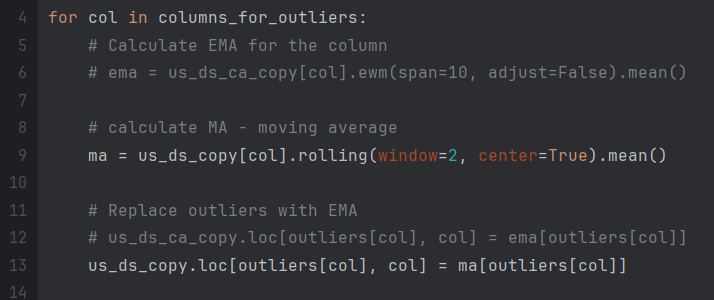 4 for col in columns_for_outliers:
5 # Calculate EMA for the column
6 # ema = us_ds_ca_copy[col].ewm(span=10, adjust=False).mean()
7
8 # calculate MA - moving average
9 ma = us_ds_copy[col].rolling(window=2, center=True).mean()
10
11 # Replace outliers with EMA
12 # us_ds_ca_copy.loc[outliers[col], col] = ema[outliers[col]]
13 us_ds_copy.loc[outliers[col], col] = ma[outliers[col]]
14